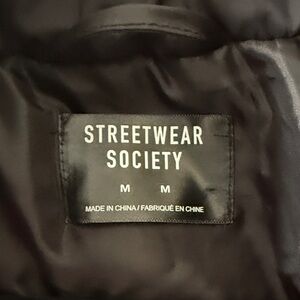 STREETWEAR
SOCIETY
M M
MADE IN CHINA / FABRIQUÉ EN CHINE